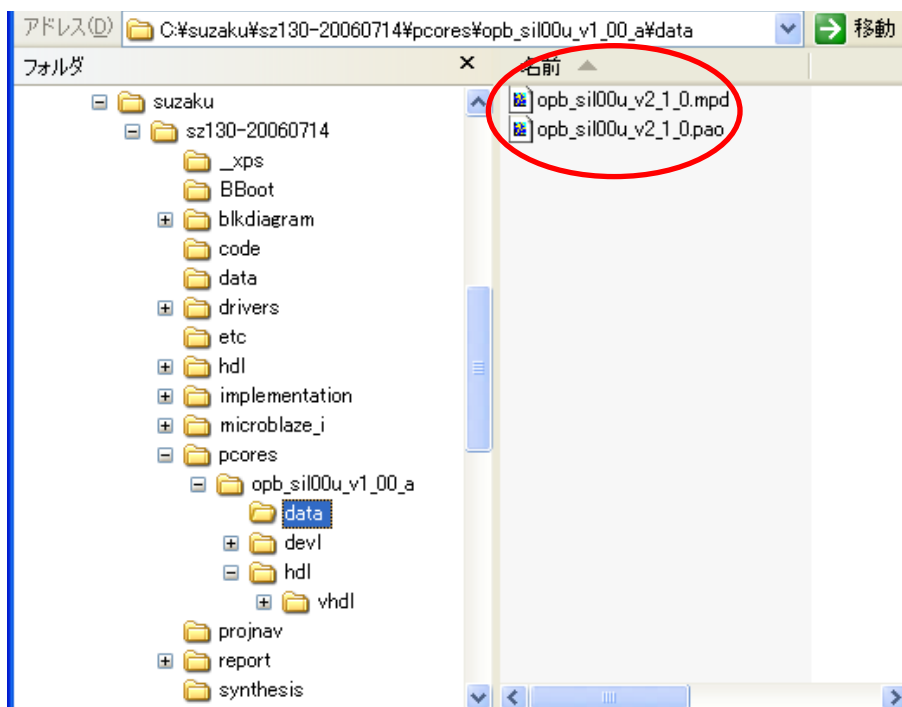 アドレス(D) C:¥suzaku¥sz130-20060714¥pcores¥opb_sil00u_v1_00_a¥data 移動
フォルダ × 名前
suzaku
sz130-20060714
_xps
BBoot
blkdiagram
code
data
drivers
etc
hdl
implementation
microblaze_i
pcores
opb_sil00u_v1_00_a
data
devl
hdl
vhdl
projnav
report
synthesis
opb_sil00u_v2_1_0.mpd
opb_sil00u_v2_1_0.pao